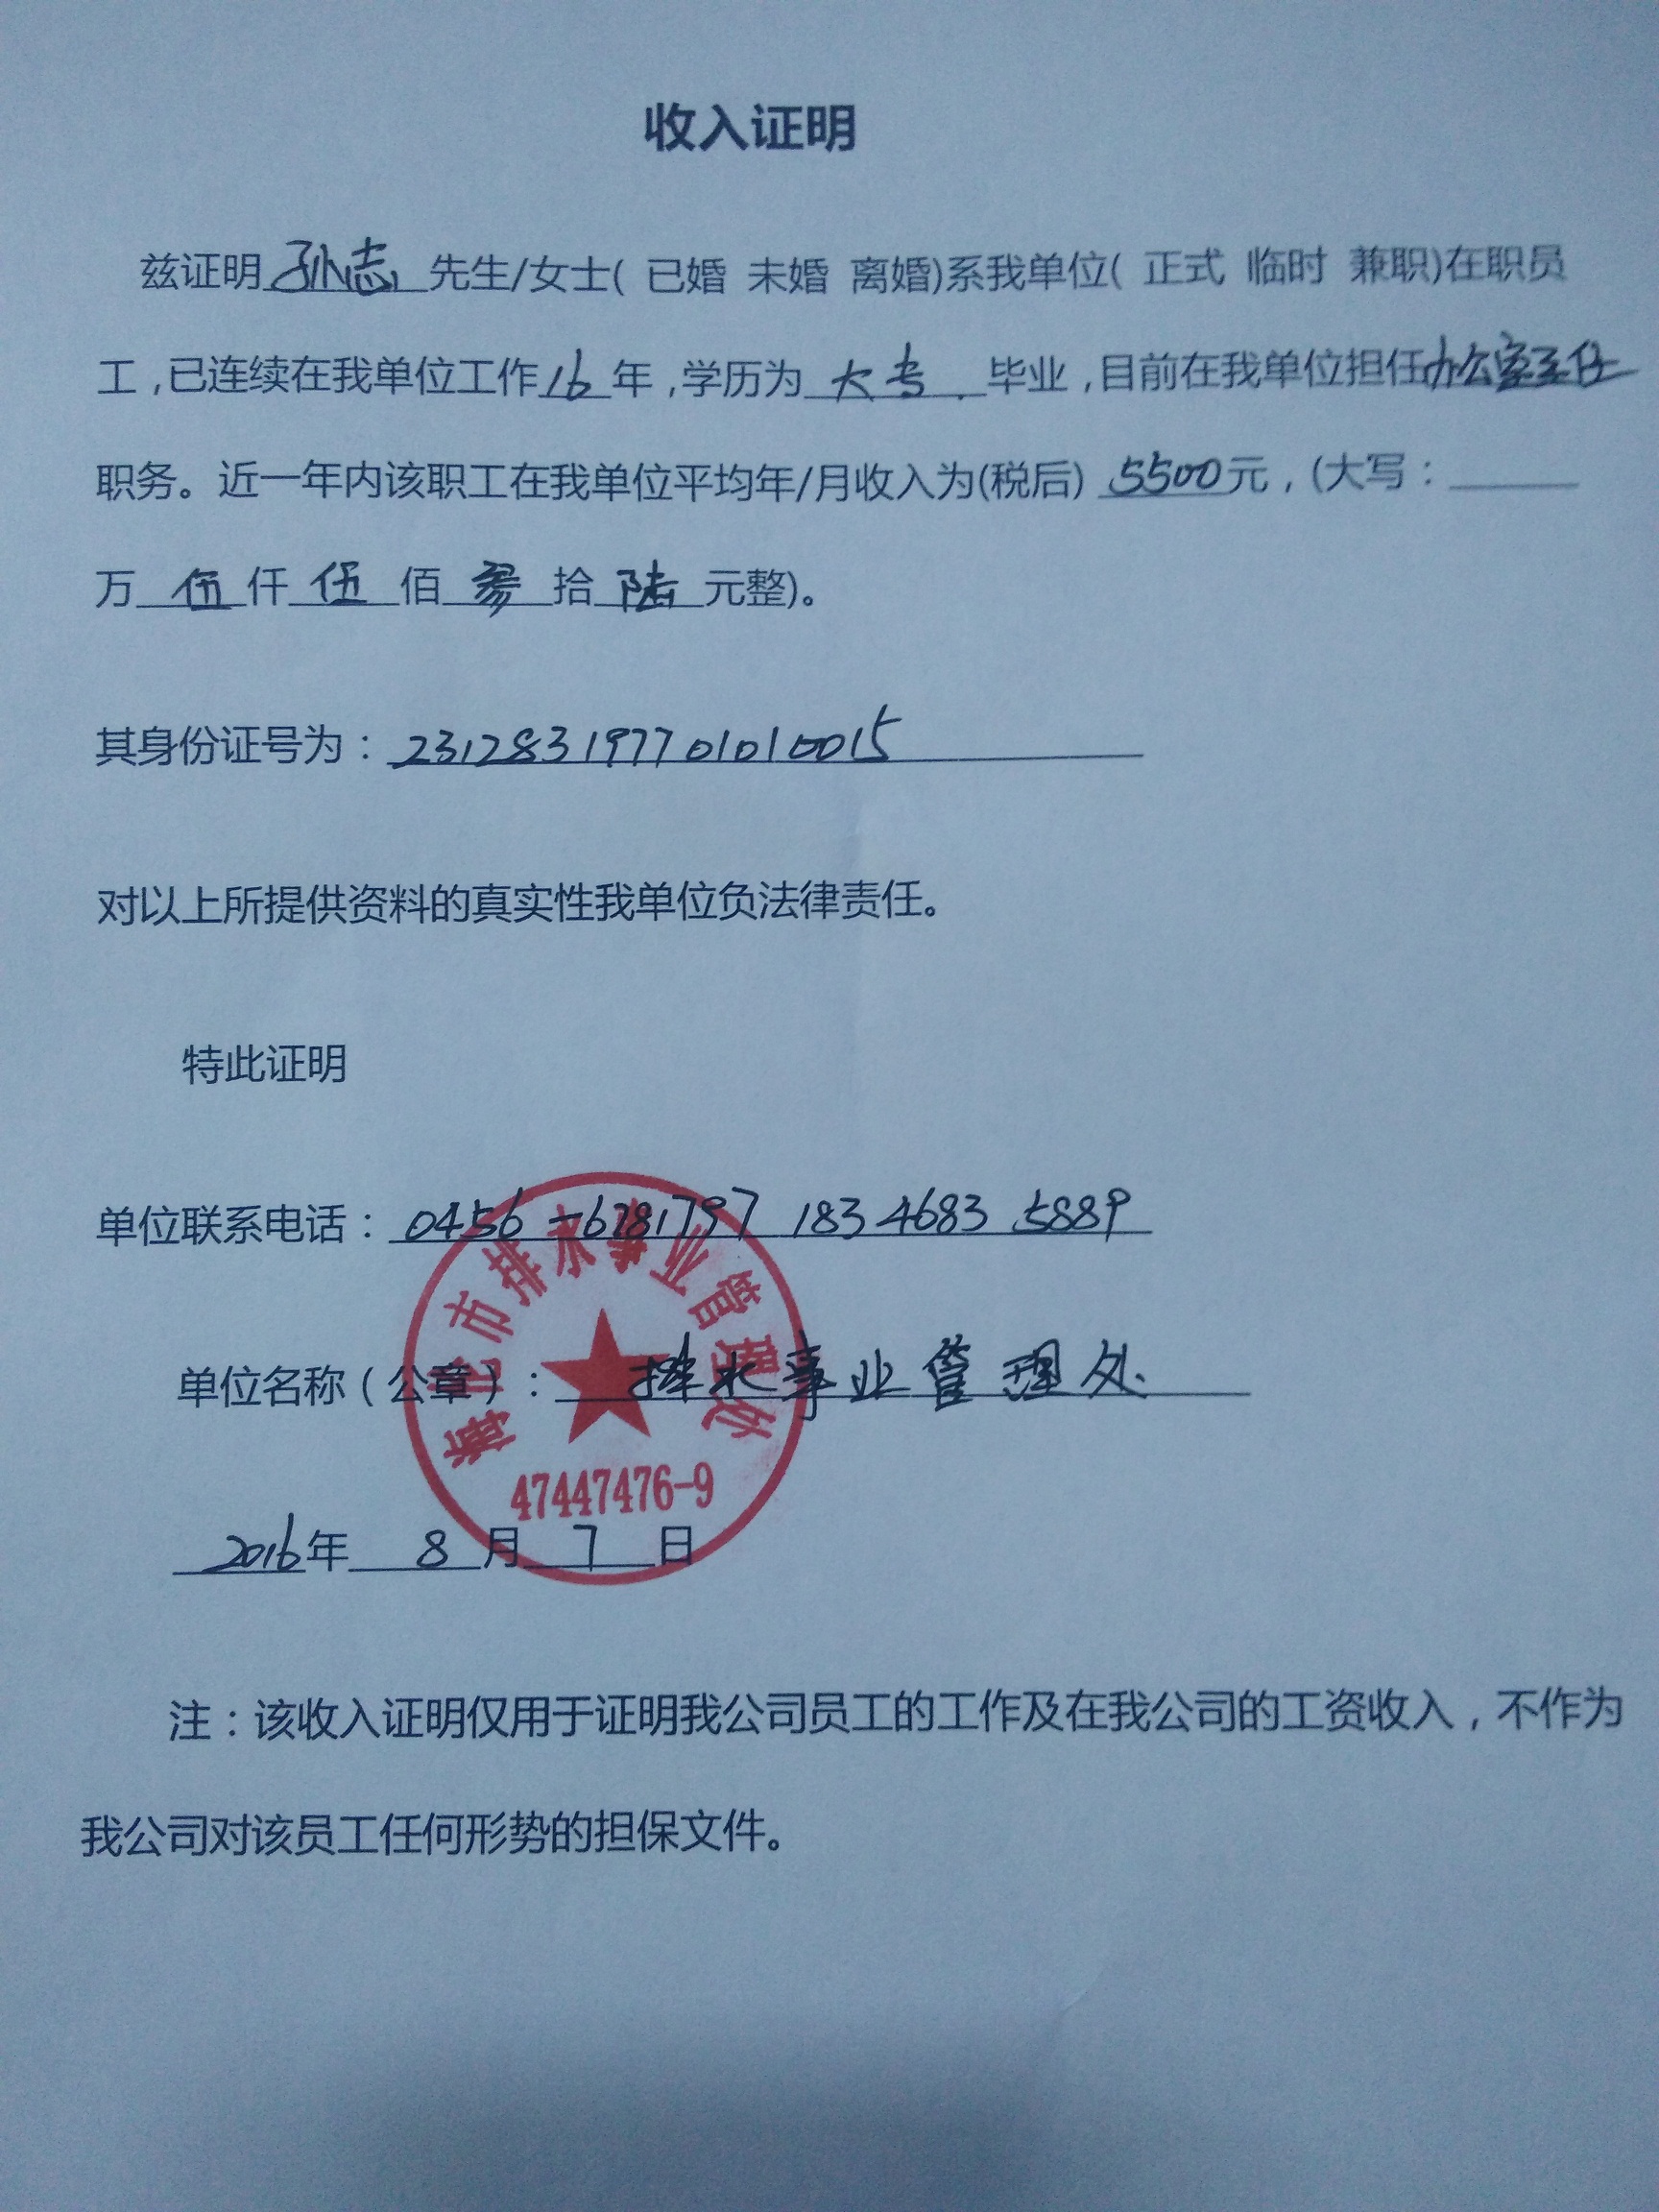 收入证明
兹证明孙志先生/女士( 已婚 未婚 离婚)系我单位( 正式 临时 兼职)在职员
工，已连续在我单位工作16年，学历为大专.毕业，目前在我单位担任办公室主任
职务。近一年内该职工在我单位平均年/月收入为(税后)5500元，(大写：
万伍仟伍佰叁拾陆元整)。
其身份证号为：231283197701010015
对以上所提供资料的真实性我单位负法律责任。
特此证明
单位联系电话：0456-6781797 183 4683 5889
单位名称（公章）：排水事业管理处
市排水事业管理处
47447476-9
2016年8月7日
注：该收入证明仅用于证明我公司员工的工作及在我公司的工资收入，不作为
我公司对该员工任何形势的担保文件。